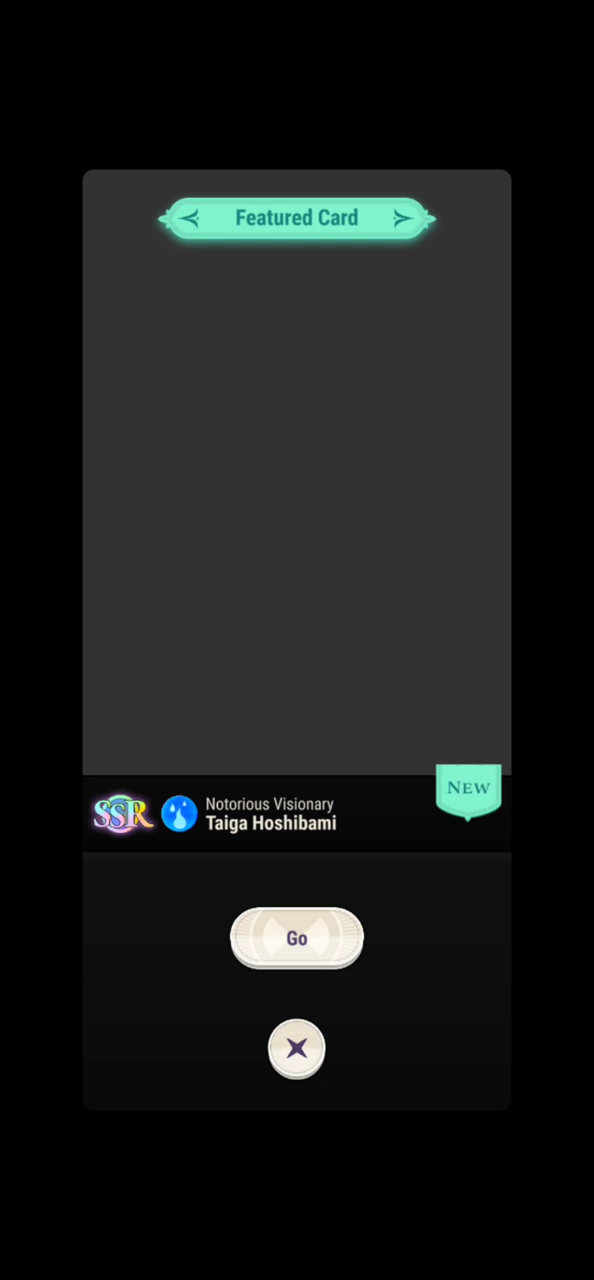 Featured Card
NEW
SSR
Notorious Visionary
Taiga Hoshibami
Go